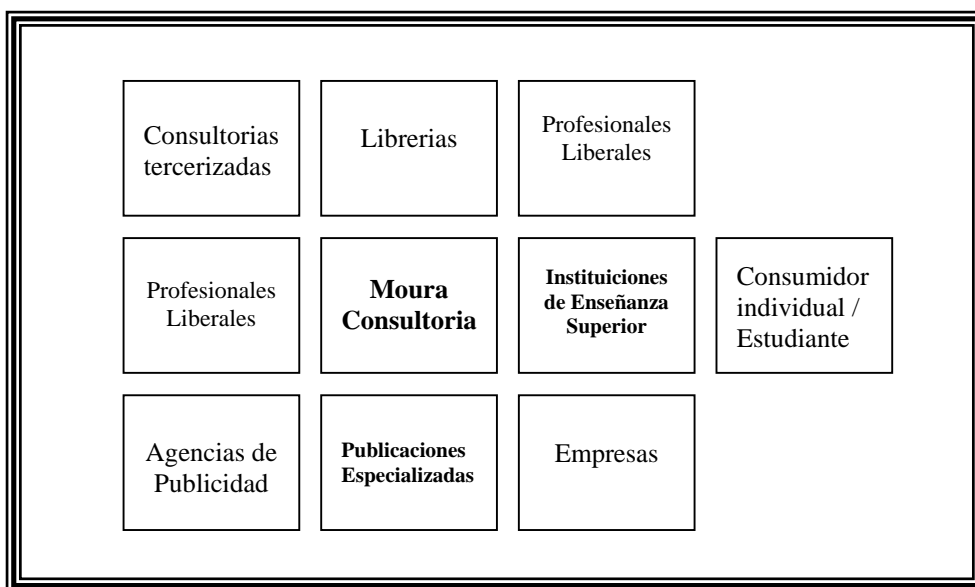 Consultorias
tercerizadas
Librerias
Profesionales
Liberales
Profesionales
Liberales
Moura
Consultoria
Instituiciones
de Enseñanza
Superior
Consumidor
individual /
Estudiante
Agencias de
Publicidad
Publicaciones
Especializadas
Empresas